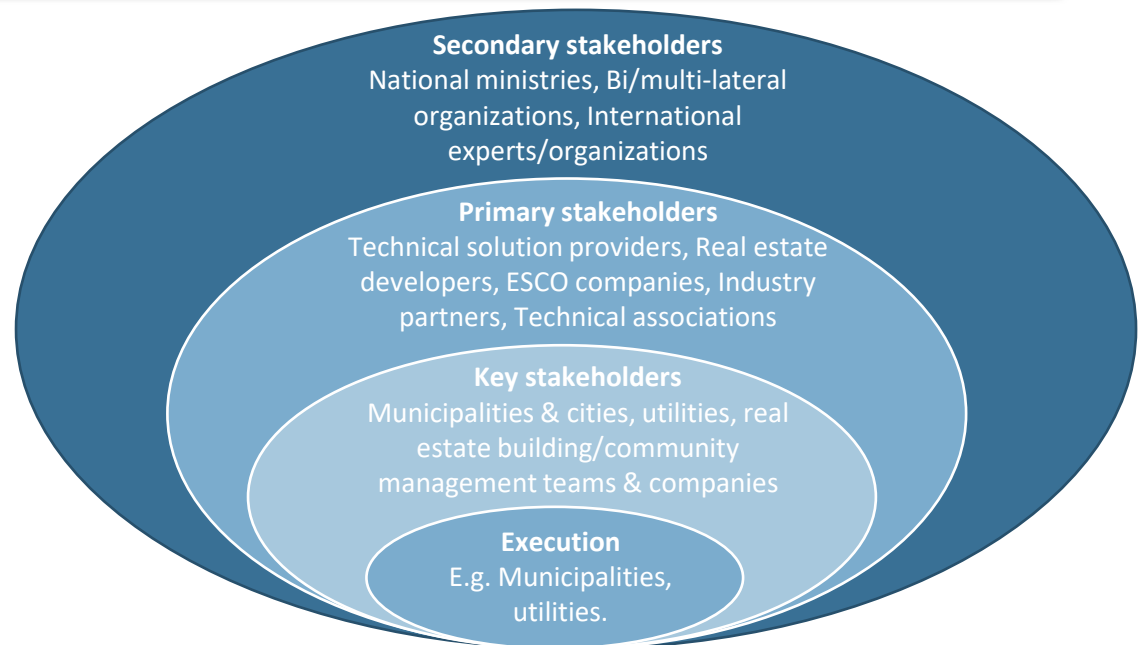 Secondary stakeholders
National ministries, Bi/multi-lateral
organizations, International
experts/organizations
Primary stakeholders
Technical solution providers, Real estate
developers, ESCO companies, Industry
partners, Technical associations
Key stakeholders
Municipalities & cities, utilities, real
estate building/community
management teams & companies
Execution
E.g. Municipalities,
utilities.